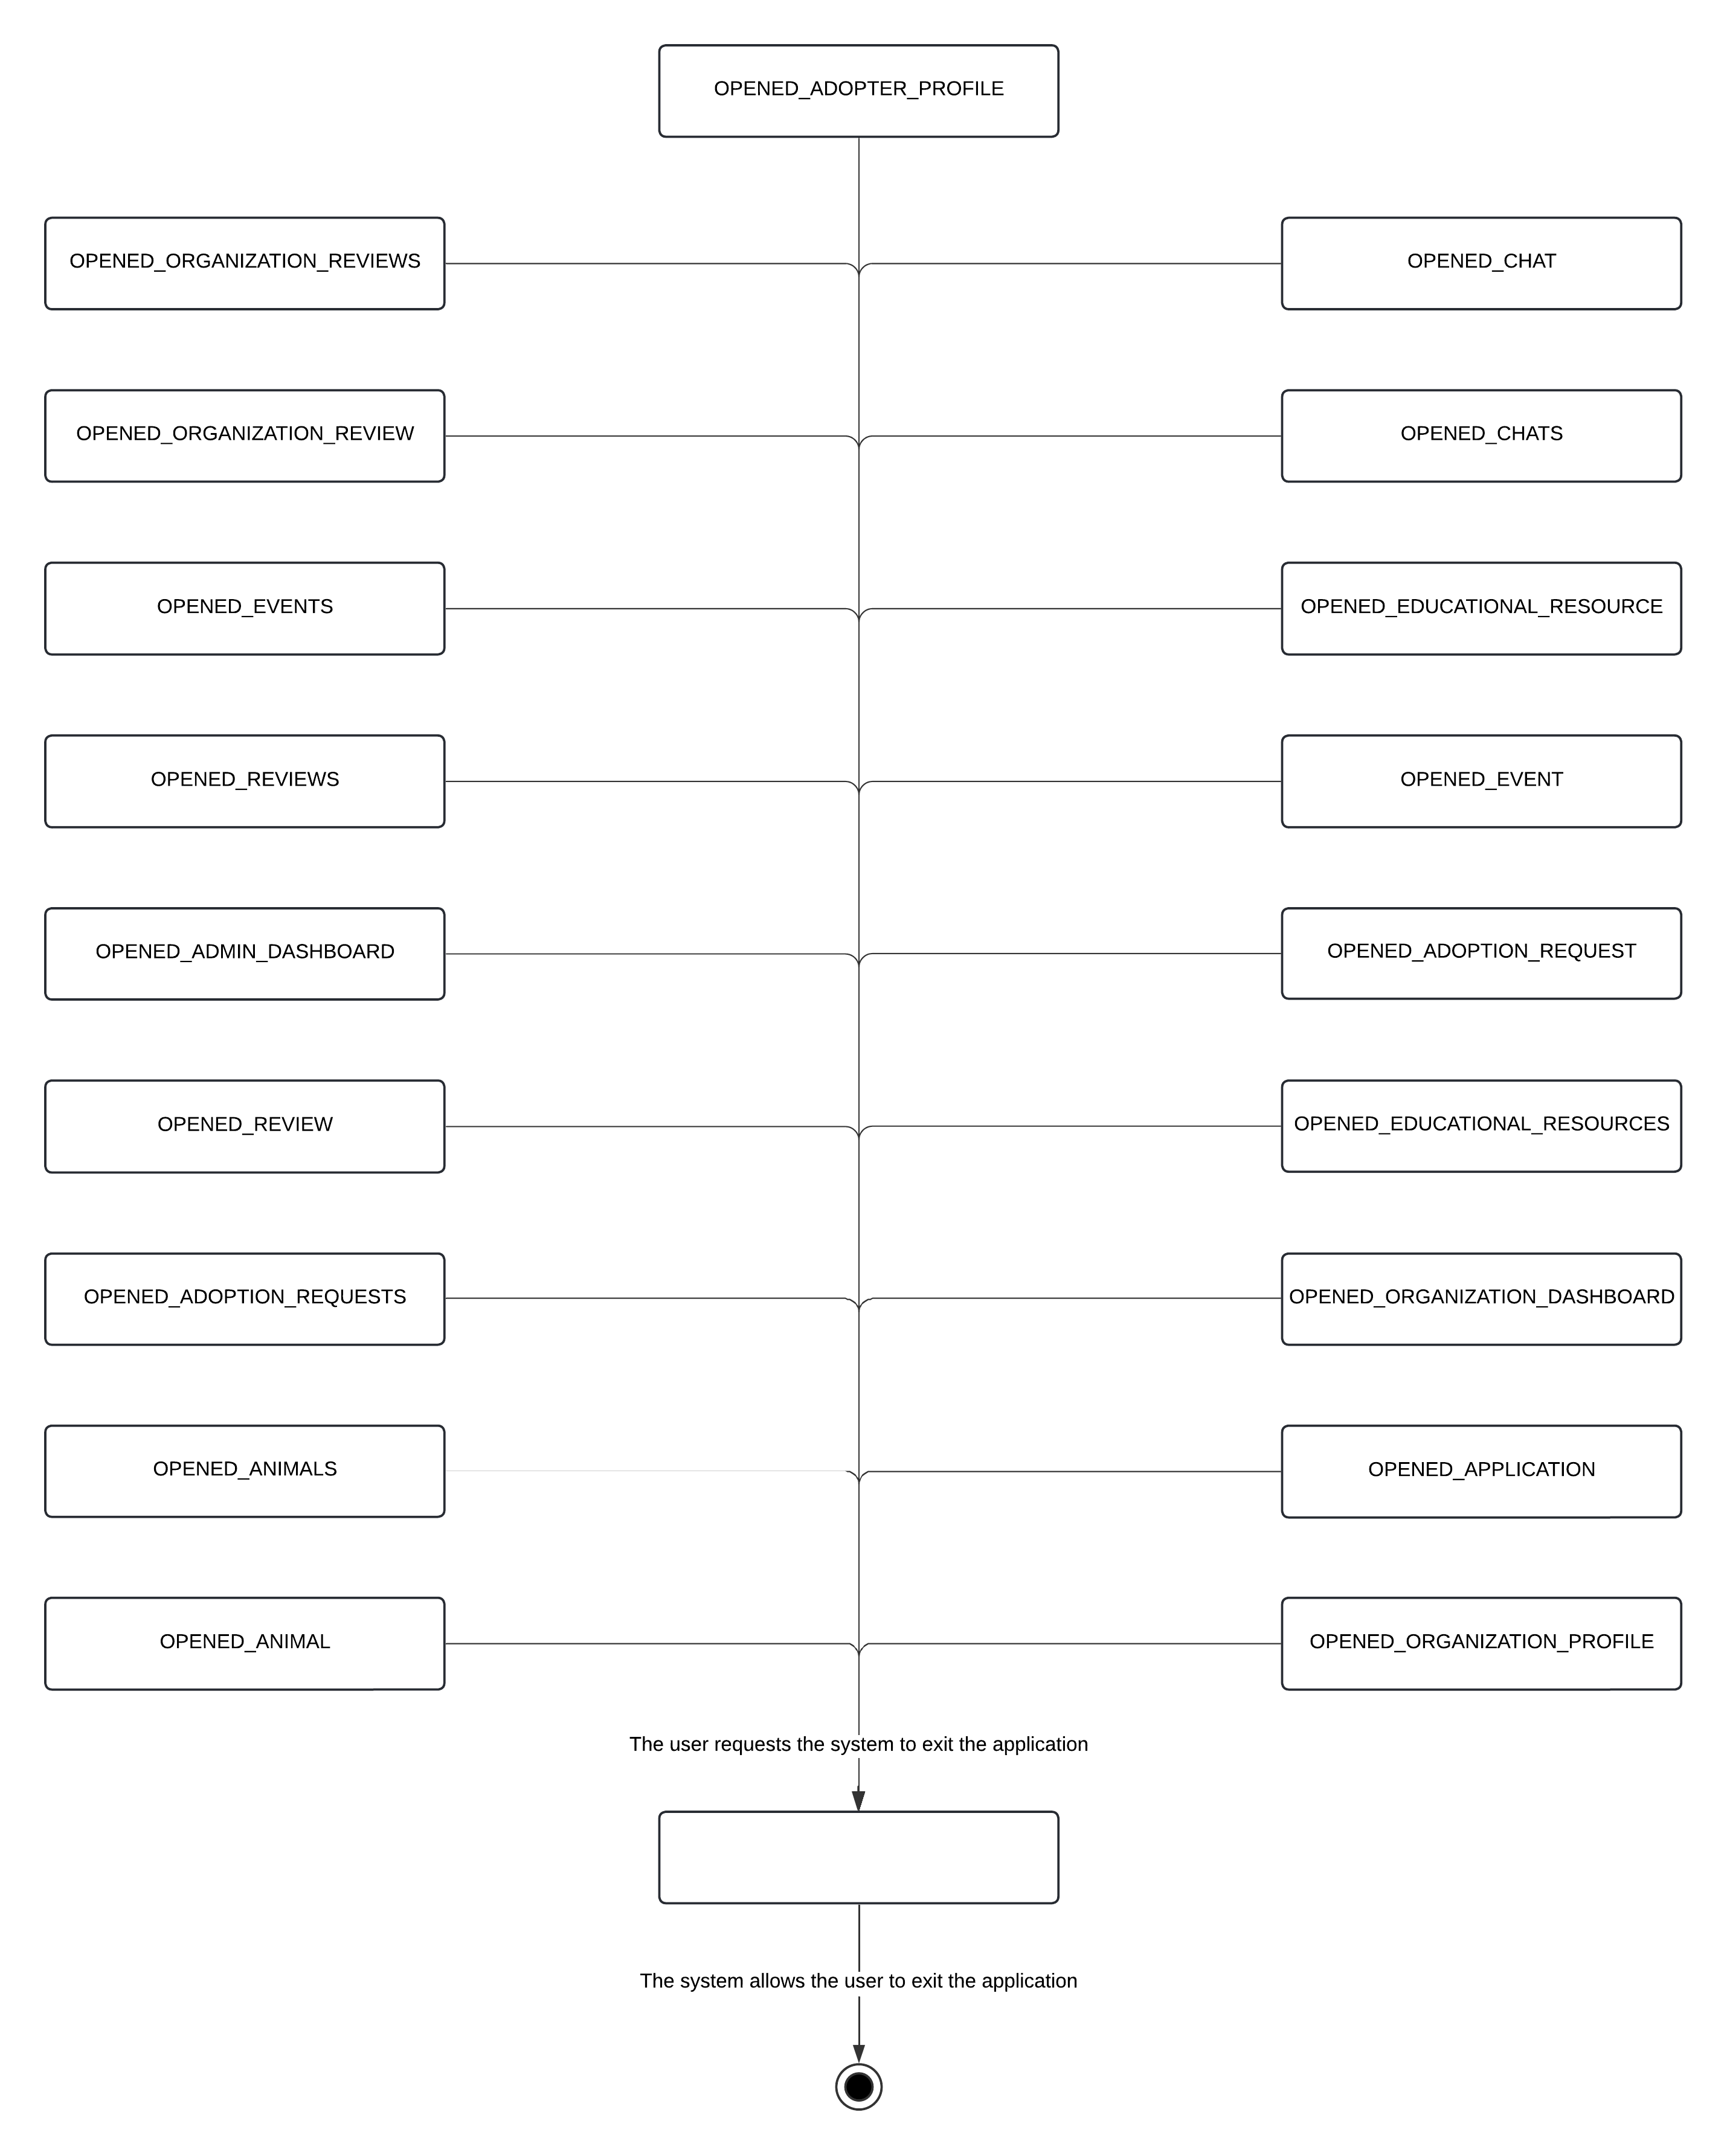 OPENED_ADOPTER_PROFILE
OPENED_ORGANIZATION_REVIEWS
OPENED_CHAT
OPENED_ORGANIZATION_REVIEW
OPENED_CHATS
OPENED_EVENTS
OPENED_EDUCATIONAL_RESOURCE
OPENED_REVIEWS
OPENED_EVENT
OPENED_ADMIN_DASHBOARD
OPENED_ADOPTION_REQUEST
OPENED_REVIEW
OPENED_EDUCATIONAL_RESOURCES
OPENED_ADOPTION_REQUESTS
OPENED_ORGANIZATION_DASHBOARD
OPENED_ANIMALS
OPENED_APPLICATION
OPENED_ANIMAL
OPENED_ORGANIZATION_PROFILE
The user requests the system to exit the application
The system allows the user to exit the application